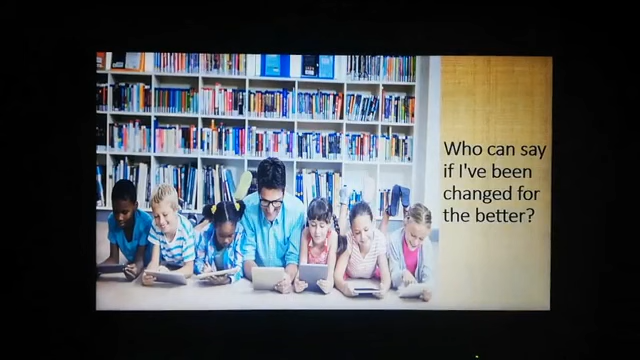 Who can say
if I've been
changed for
the better?